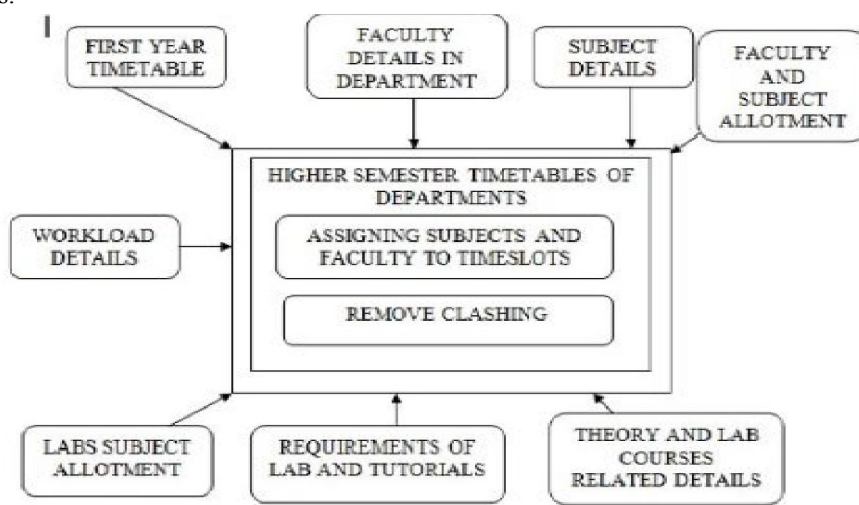 s.
FIRST YEAR
TIMETABLE
FACULTY
DETAILS IN
DEPARTMENT
SUBJECT
DETAILS
FACULTY
AND
SUBJECT
ALLOTMENT
HIGHER SEMESTER TIMETABLES OF
DEPARTMENTS
WORKLOAD
DETAILS
ASSIGNING SUBJECTS AND
FACULTY TO TIMESLOTS
REMOVE CLASHING
LABS SUBJECT
ALLOTMENT
REQUIREMENTS OF
LAB AND TUTORIALS
THEORY AND LAB
COURSES
RELATED DETAILS